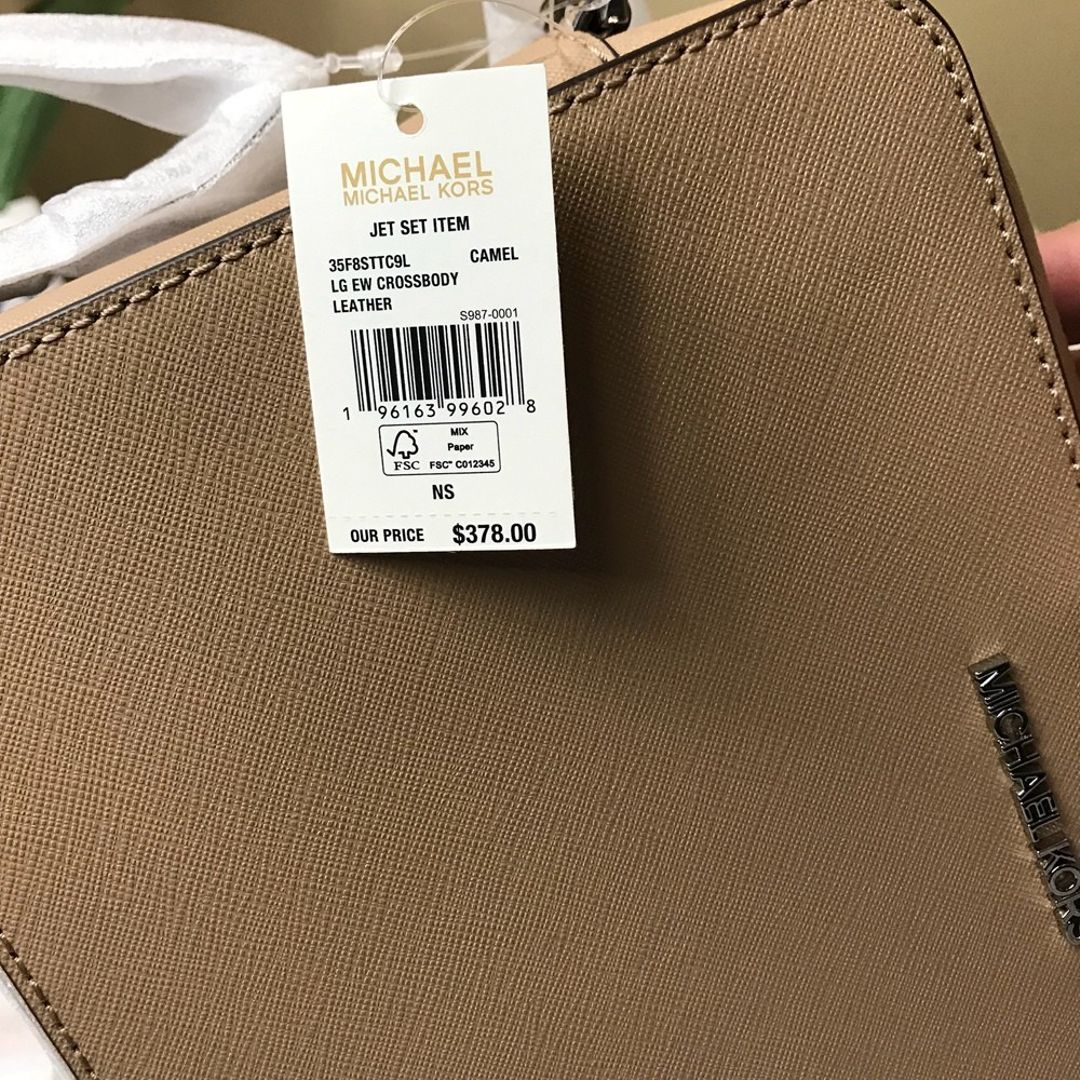 MICHAEL
MICHAEL KORS
JET SET ITEM
35F8STTC9L CAMEL
LG EW CROSSBODY
LEATHER
S987-0001
1 96163 99602 8
MIX
Paper
FSC FSC™ C012345
NS
OUR PRICE $378.00
MICHAEL KORS